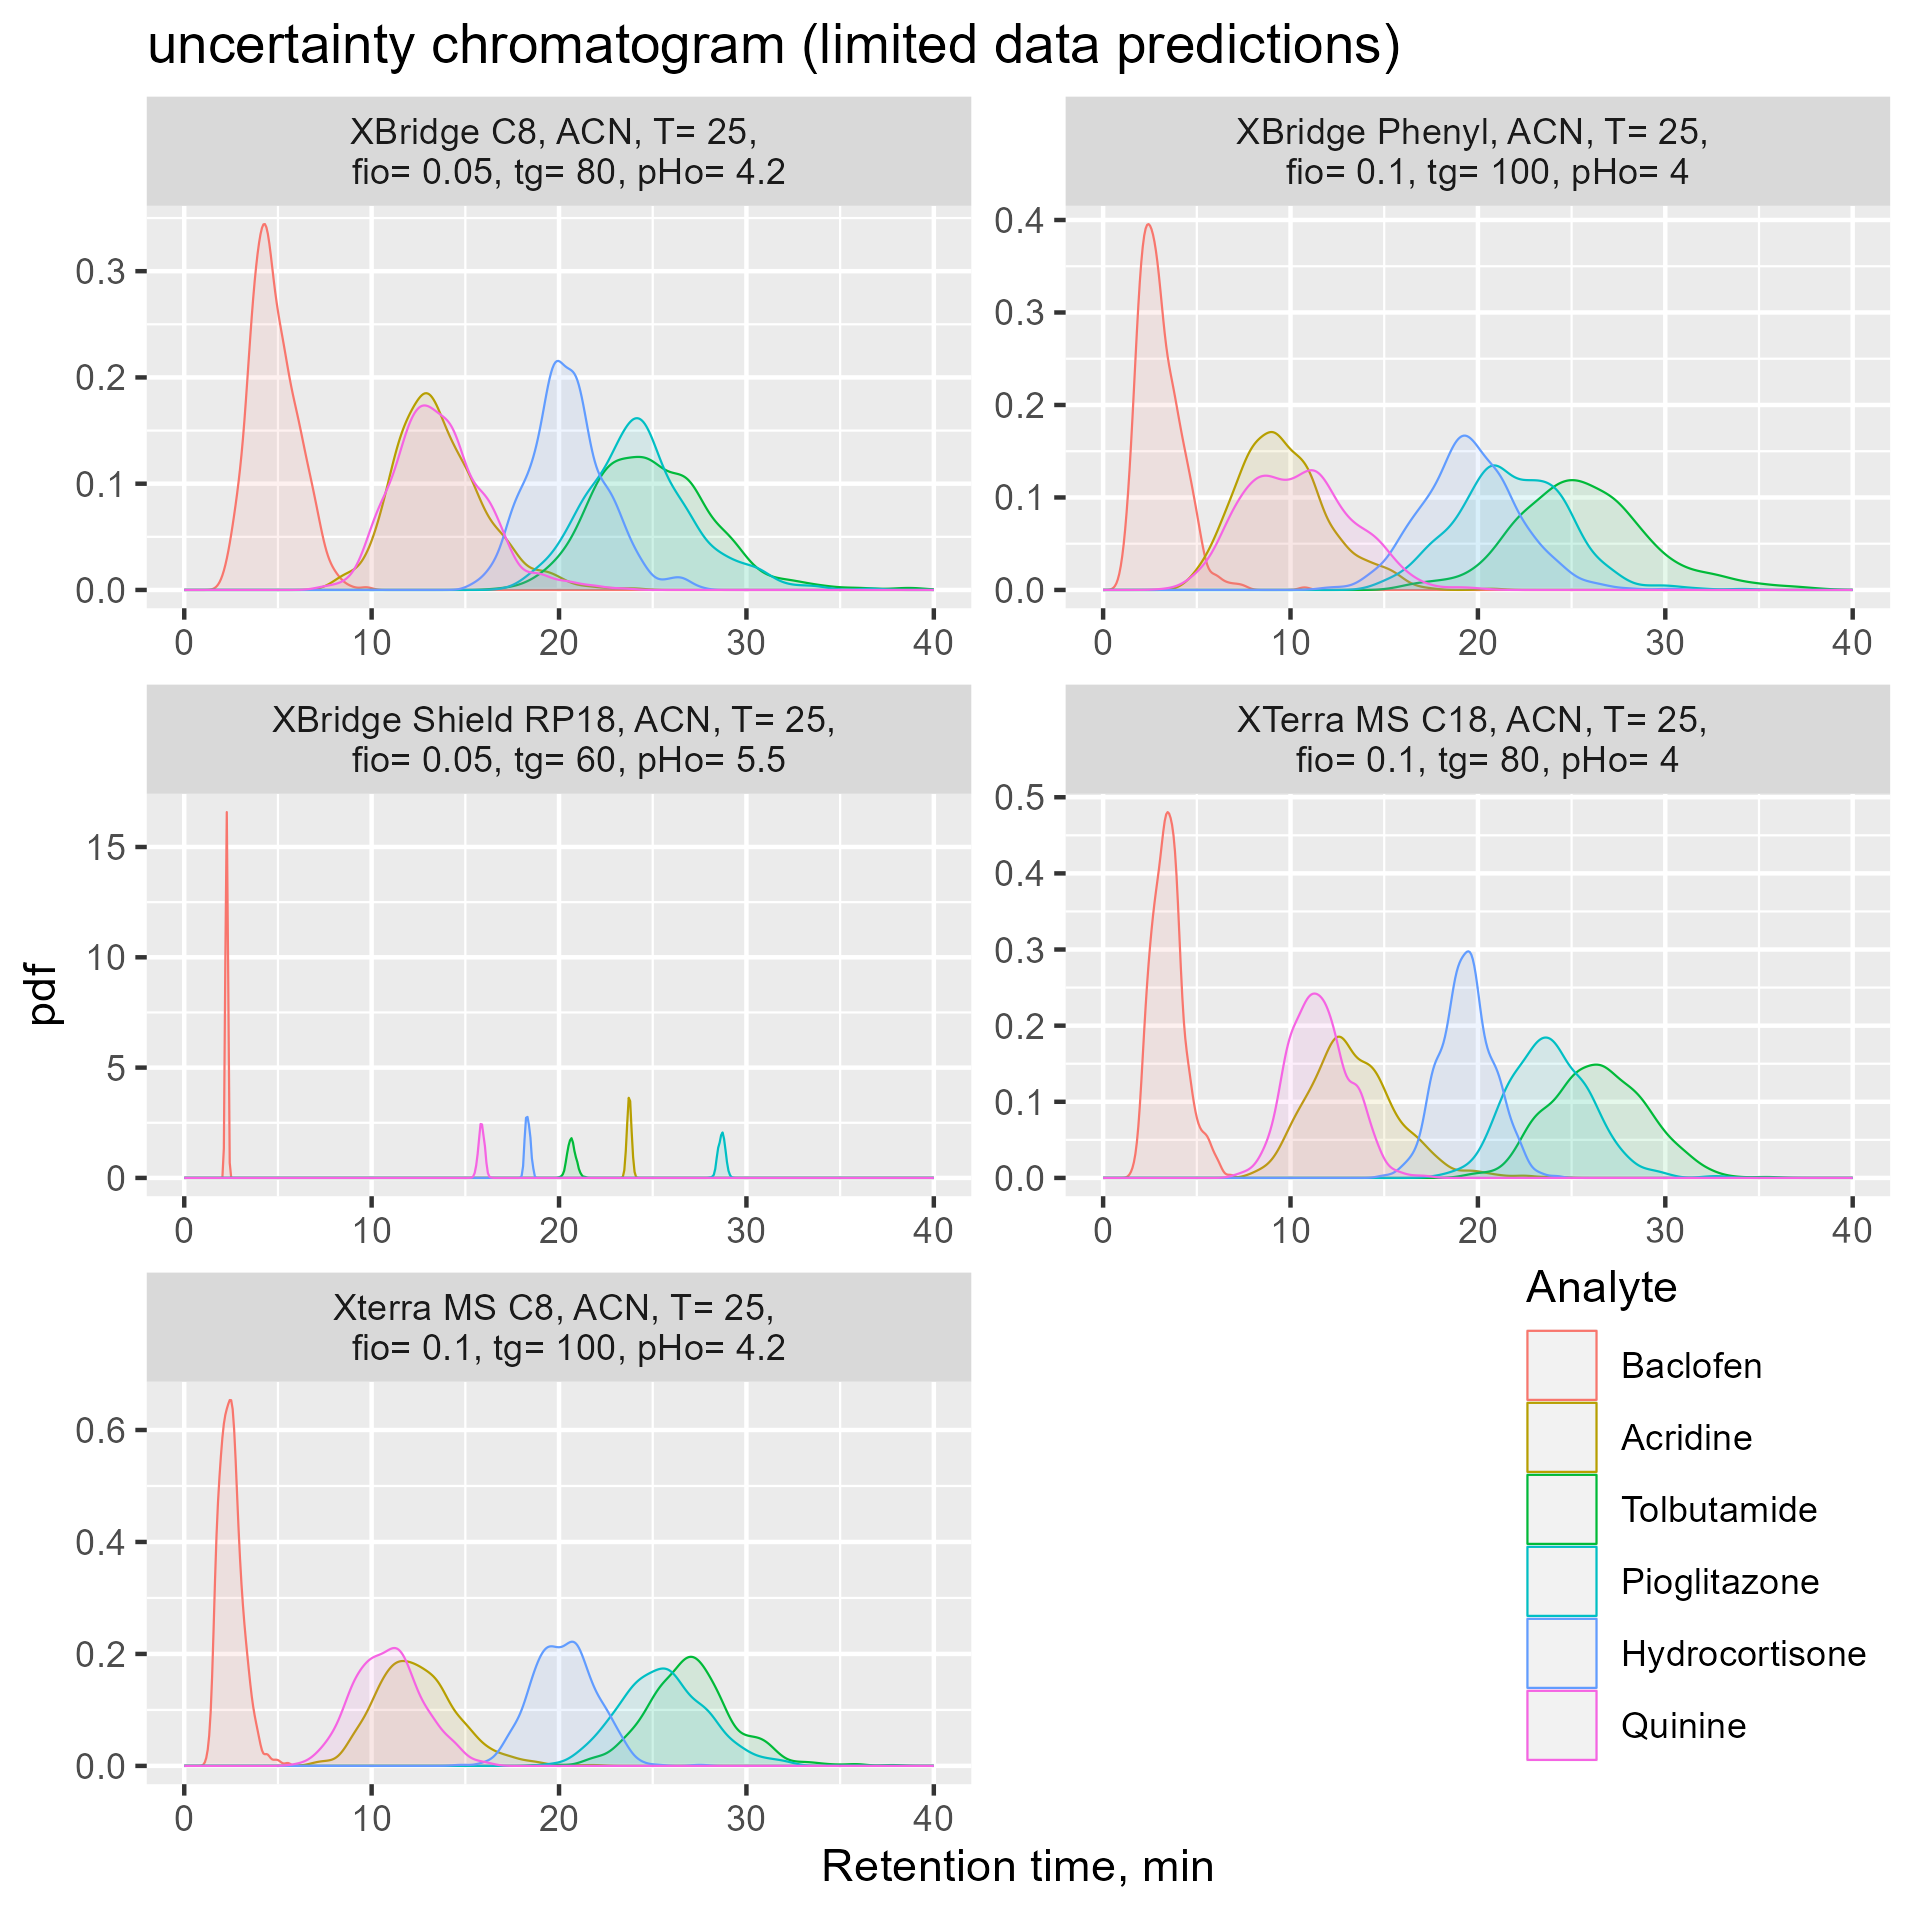 uncertainty chromatogram (limited data predictions)
XBridge C8, ACN, T= 25,
fio= 0.05, tg= 80, pHo= 4.2
0.3
0.2
0.1
0.0
0 10 20 30 40
XBridge Phenyl, ACN, T= 25,
fio= 0.1, tg= 100, pHo= 4
0.4
0.3
0.2
0.1
0.0
0 10 20 30 40
XBridge Shield RP18, ACN, T= 25,
fio= 0.05, tg= 60, pHo= 5.5
15
10
5
0
0 10 20 30 40
XTerra MS C18, ACN, T= 25,
fio= 0.1, tg= 80, pHo= 4
0.5
0.4
0.3
0.2
0.1
0.0
0 10 20 30 40
Xterra MS C8, ACN, T= 25,
fio= 0.1, tg= 100, pHo= 4.2
0.6
0.4
0.2
0.0
0 10 20 30 40
pdf
Retention time, min
Analyte
Baclofen
Acridine
Tolbutamide
Pioglitazone
Hydrocortisone
Quinine